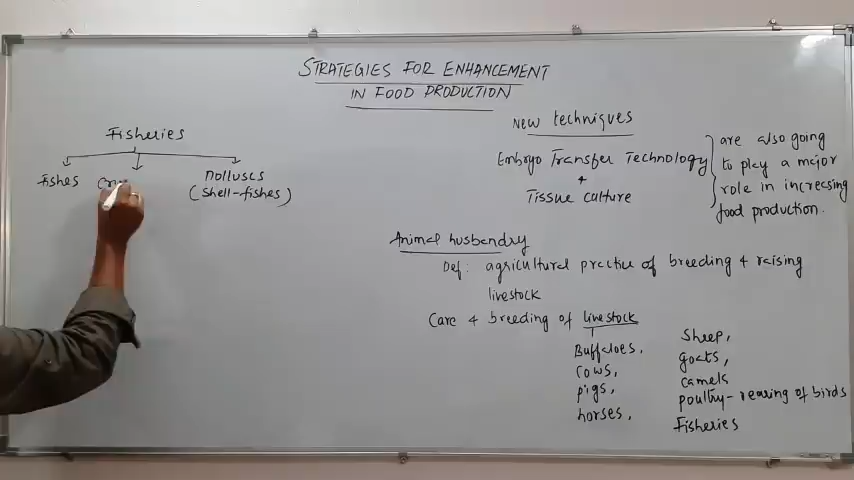 STRATEGIES FOR ENHANCEMENT
IN FOOD PRODUCTION
Fisheries
Fishes
Molluscs
(Shell-fishes)
New techniques
Embryo Transfer Technology
+
Tissue culture
are also going
to play a major
role in increasing
food production.
Animal husbandry
Def: agricultural practice of breeding & raising
livestock
Care & breeding of livestock
Buffaloes,
cows,
pigs,
horses,
Sheep,
goats,
camels
poultry - rearing of birds
Fisheries